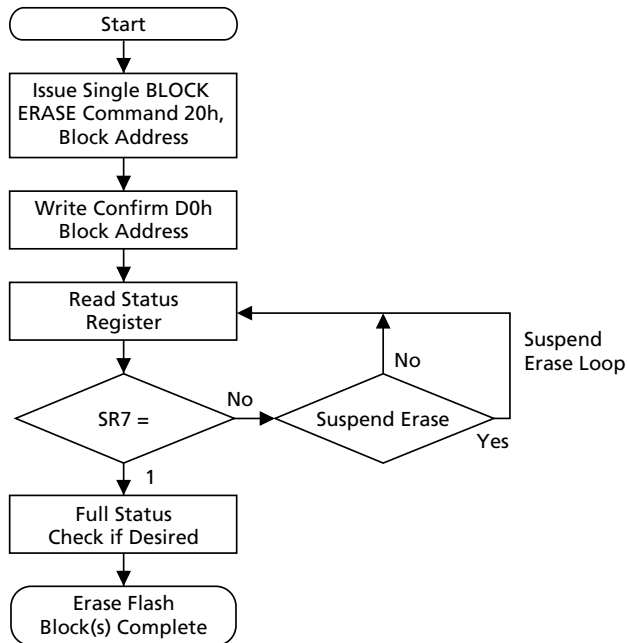 Start
Issue Single BLOCK
ERASE Command 20h,
Block Address
Write Confirm D0h
Block Address
Read Status
Register
Suspend
Erase Loop
No
No
SR7 =
Suspend Erase
Yes
1
Full Status
Check if Desired
Erase Flash
Block(s) Complete